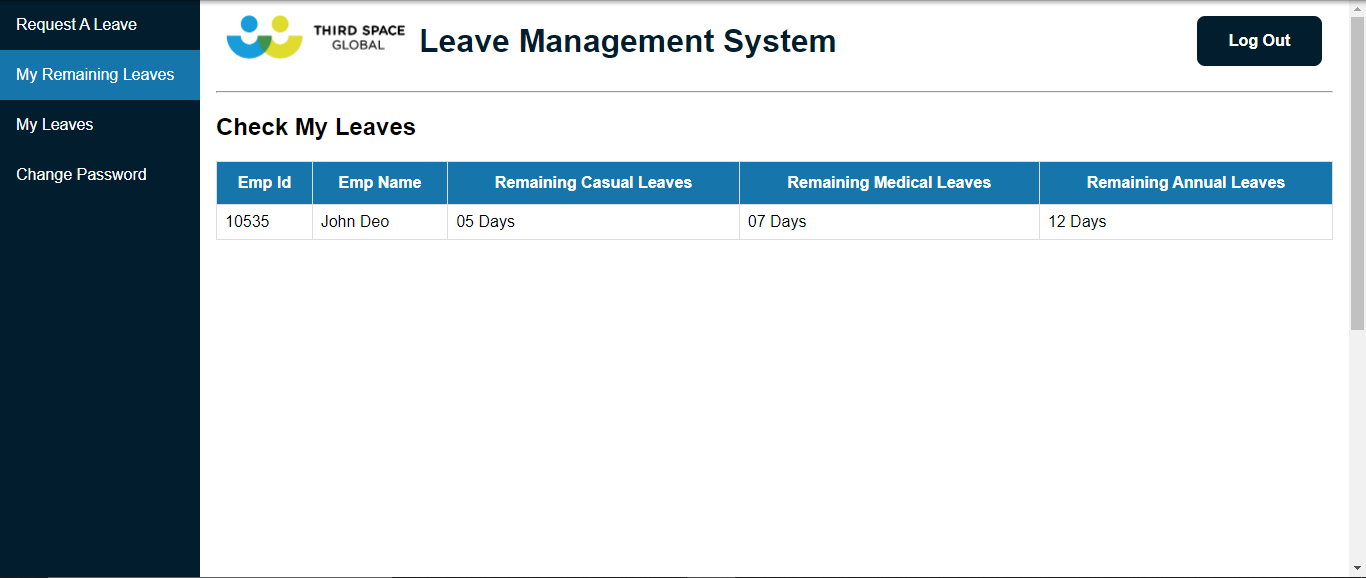 Request A Leave
My Remaining Leaves
My Leaves
Change Password
THIRD SPACE
GLOBAL
Leave Management System
Log Out
Check My Leaves
Emp Id Emp Name Remaining Casual Leaves Remaining Medical Leaves Remaining Annual Leaves
10535 John Deo 05 Days 07 Days 12 Days